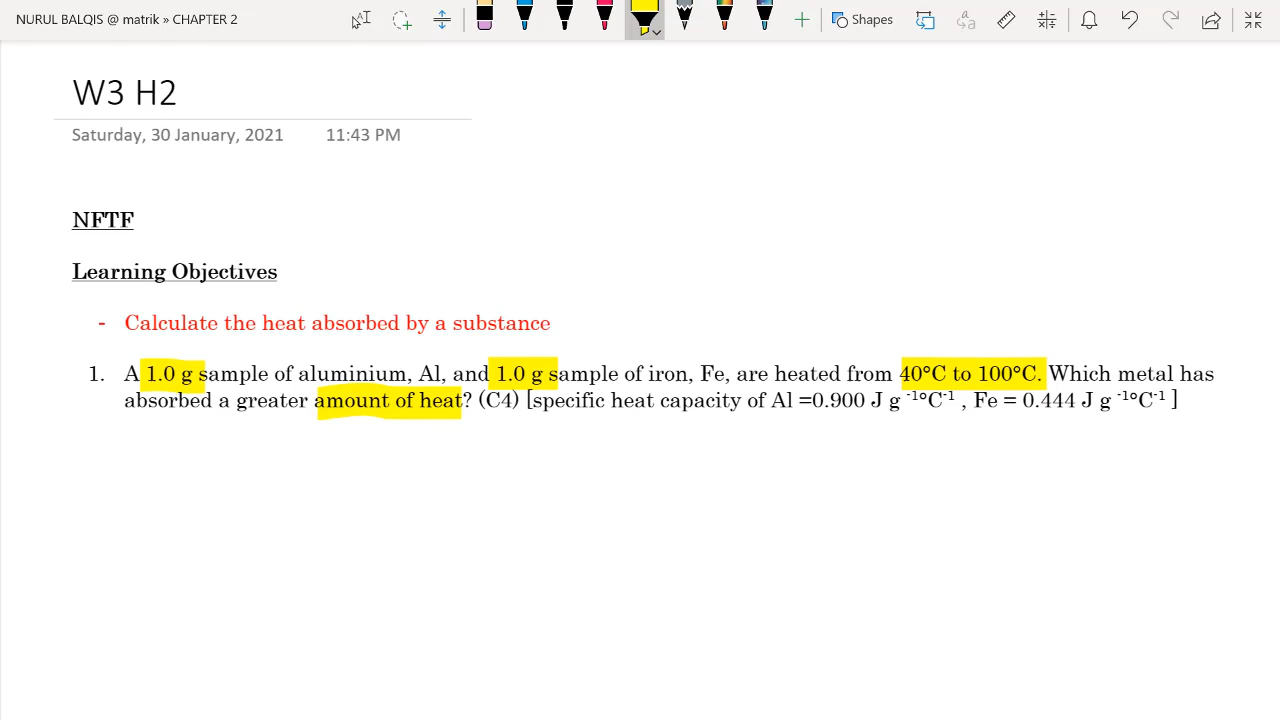 NURUL BALQIS @ matrik » CHAPTER 2
Shapes
W3 H2
Saturday, 30 January, 2021 11:43 PM
NFTF
Learning Objectives
- Calculate the heat absorbed by a substance
1. A 1.0 g sample of aluminium, Al, and 1.0 g sample of iron, Fe, are heated from 40°C to 100°C. Which metal has
absorbed a greater amount of heat? (C4) [specific heat capacity of Al =0.900 J g ⁻¹°C⁻¹ , Fe = 0.444 J g ⁻¹°C⁻¹ ]